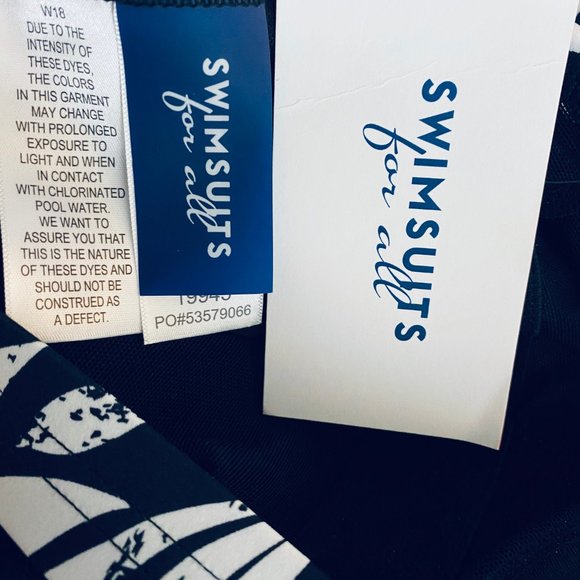 W18
DUE TO THE
INTENSITY OF
THESE DYES,
THE COLORS
IN THIS GARMENT
MAY CHANGE
WITH PROLONGED
EXPOSURE TO
LIGHT AND WHEN
IN CONTACT
WITH CHLORINATED
POOL WATER.
WE WANT TO
ASSURE YOU THAT
THIS IS THE NATURE
OF THESE DYES AND
SHOULD NOT BE
CONSTRUED AS
A DEFECT.
SWIMSUITS
for all
PO#53579066
SWIMSUITS
for all